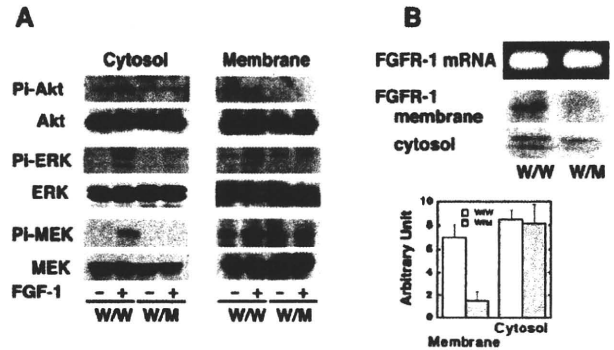 A
Cytosol Membrane
Pi-Akt
Akt
Pi-ERK
ERK
Pi-MEK
MEK
FGF-1 - + - + - + - +
W/W W/M W/W W/M
B
FGFR-1 mRNA
FGFR-1
membrane
cytosol
W/W W/M
Arbitrary Unit
10
8
6
4
2
0
W/W
W/M
Cytosol
Membrane